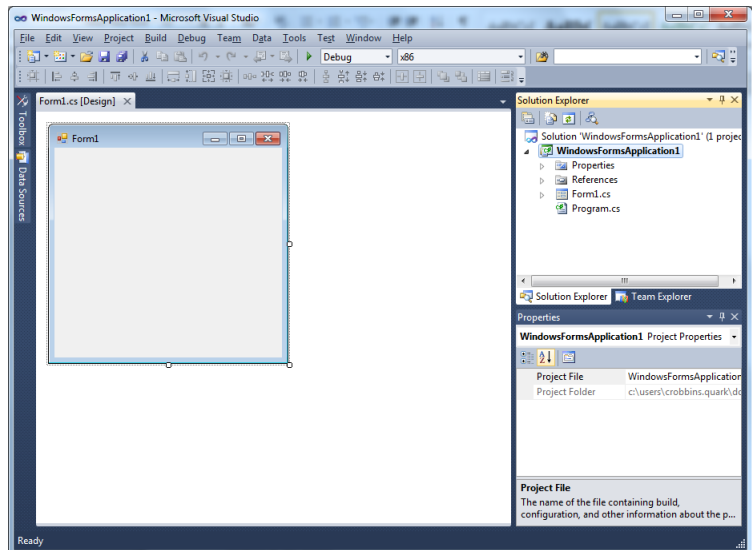 WindowsFormsApplication1 - Microsoft Visual Studio
File Edit View Project Build Debug Team Data Tools Test Window Help
Debug x86
Form1.cs [Design]
Solution Explorer
Toolbox
Data Sources
Form1
Solution 'WindowsFormsApplication1' (1 projec
WindowsFormsApplication1
Properties
References
Form1.cs
Program.cs
Solution Explorer Team Explorer
Properties
WindowsFormsApplication1 Project Properties
Project File WindowsFormsApplication
Project Folder c:\users\crobbins.quark\do
Project File
The name of the file containing build,
configuration, and other information about the p...
Ready